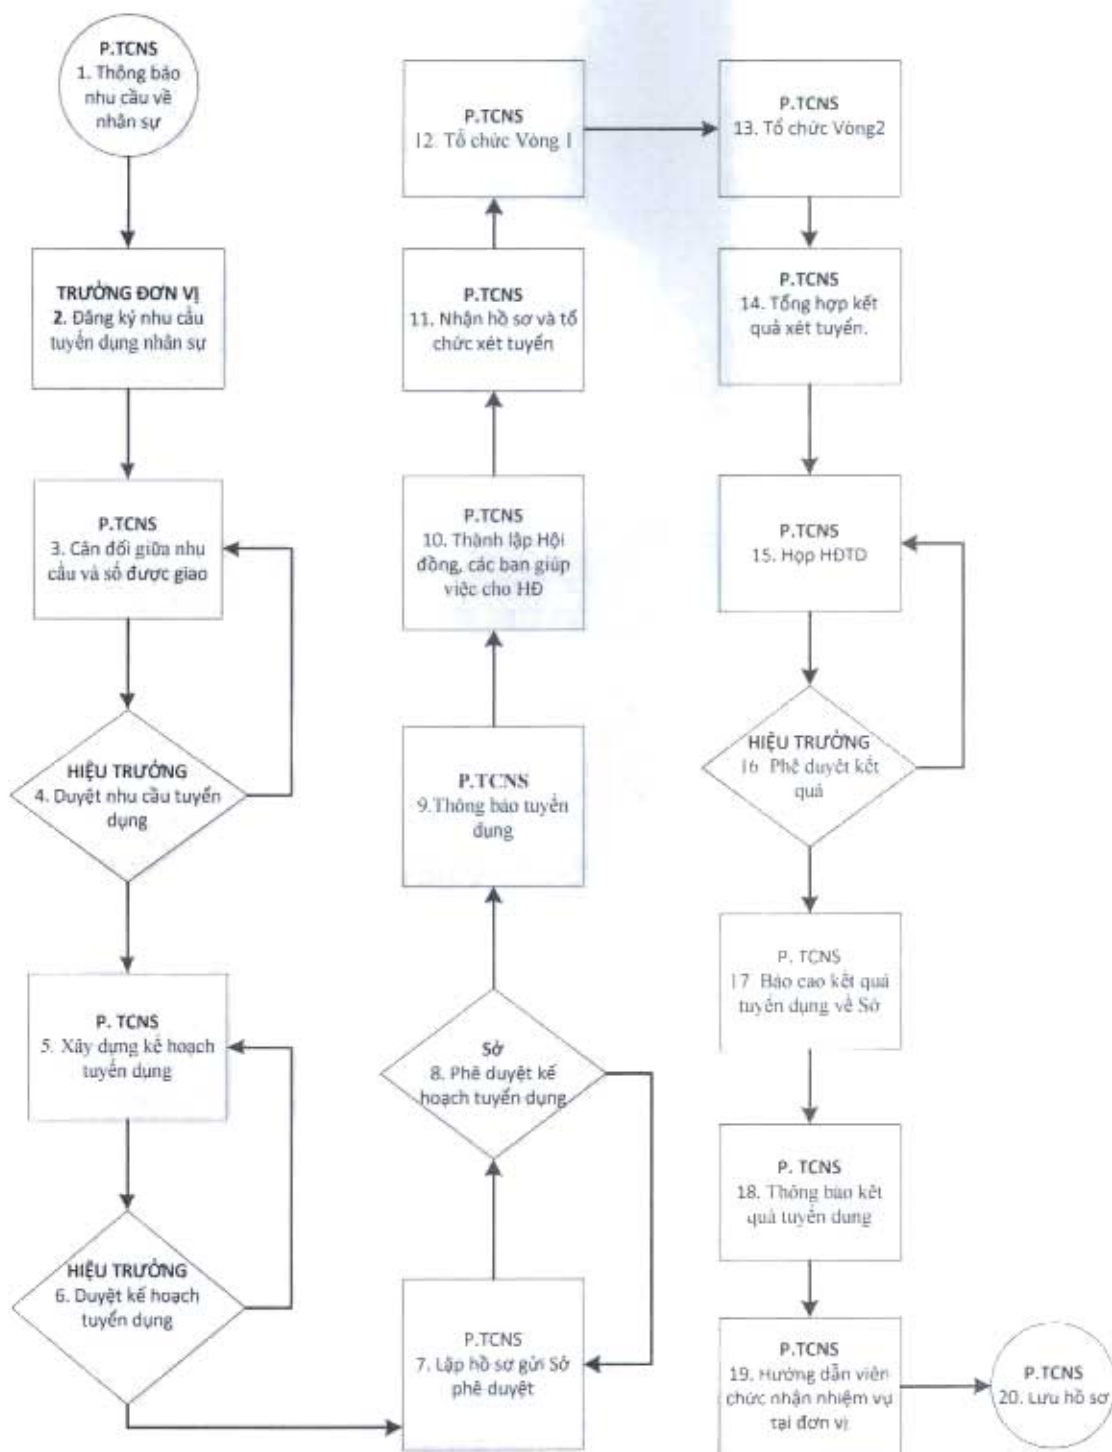 P.TCNS
1. Thông báo
nhu cầu về
nhân sự
TRƯỞNG ĐƠN VỊ
2. Đăng ký nhu cầu
tuyển dụng nhân sự
P.TCNS
3. Cân đối giữa nhu
cầu và số được giao
HIỆU TRƯỞNG
4. Duyệt nhu cầu tuyển
dụng
P. TCNS
5. Xây dựng kế hoạch
tuyển dụng
HIỆU TRƯỞNG
6. Duyệt kế hoạch
tuyển dụng
P.TCNS
7. Lập hồ sơ gửi Sở
phê duyệt
Sở
8. Phê duyệt kế
hoạch tuyển dụng
P.TCNS
9.Thông báo tuyển
dụng
P.TCNS
10. Thành lập Hội
đồng, các ban giúp
việc cho HĐ
P.TCNS
11. Nhận hồ sơ và tổ
chức xét tuyển
P.TCNS
12. Tổ chức Vòng 1
P.TCNS
13. Tổ chức Vòng2
P.TCNS
14. Tổng hợp kết
quả xét tuyển.
P.TCNS
15. Họp HĐTD
HIỆU TRƯỞNG
16 Phê duyệt kết
quả
P. TCNS
17 Báo cáo kết quả
tuyển dụng về Sở
P. TCNS
18. Thông báo kết
quả tuyển dụng
P.TCNS
19. Hướng dẫn viên
chức nhận nhiệm vụ
tại đơn vị
P.TCNS
20. Lưu hồ sơ